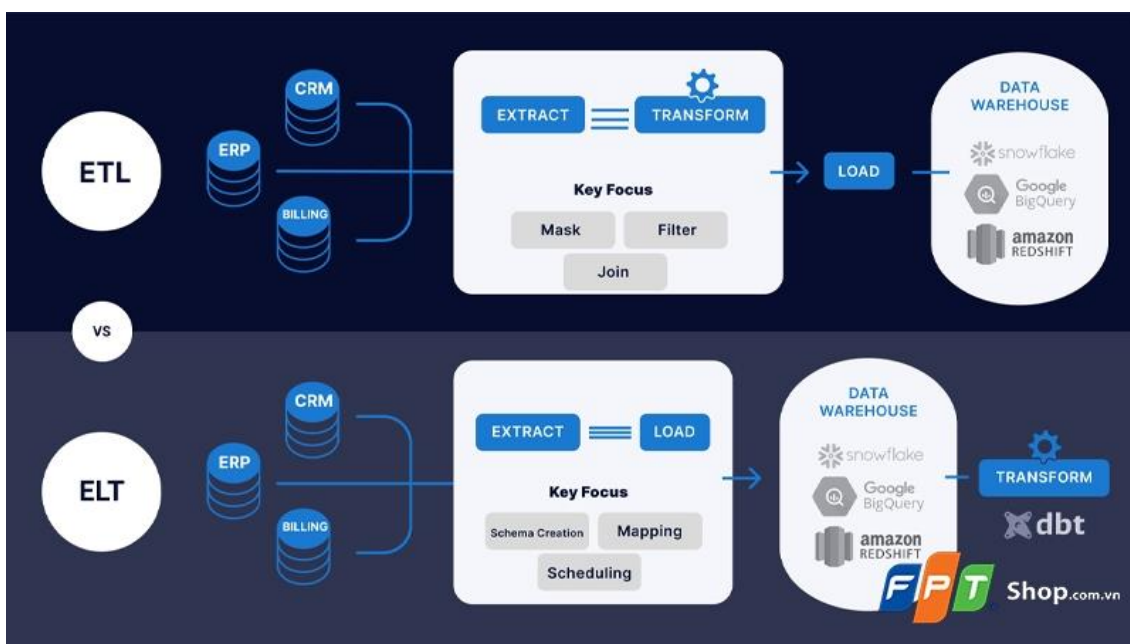 ETL
ERP
CRM
BILLING
EXTRACT
TRANSFORM
Key Focus
Mask
Filter
Join
LOAD
DATA
WAREHOUSE
snowflake
Google
BigQuery
amazon
REDSHIFT
VS
ELT
ERP
CRM
BILLING
EXTRACT
LOAD
Key Focus
Schema Creation
Mapping
Scheduling
DATA
WAREHOUSE
snowflake
Google
BigQuery
amazon
REDSHIFT
TRANSFORM
dbt
FPT Shop.com.vn